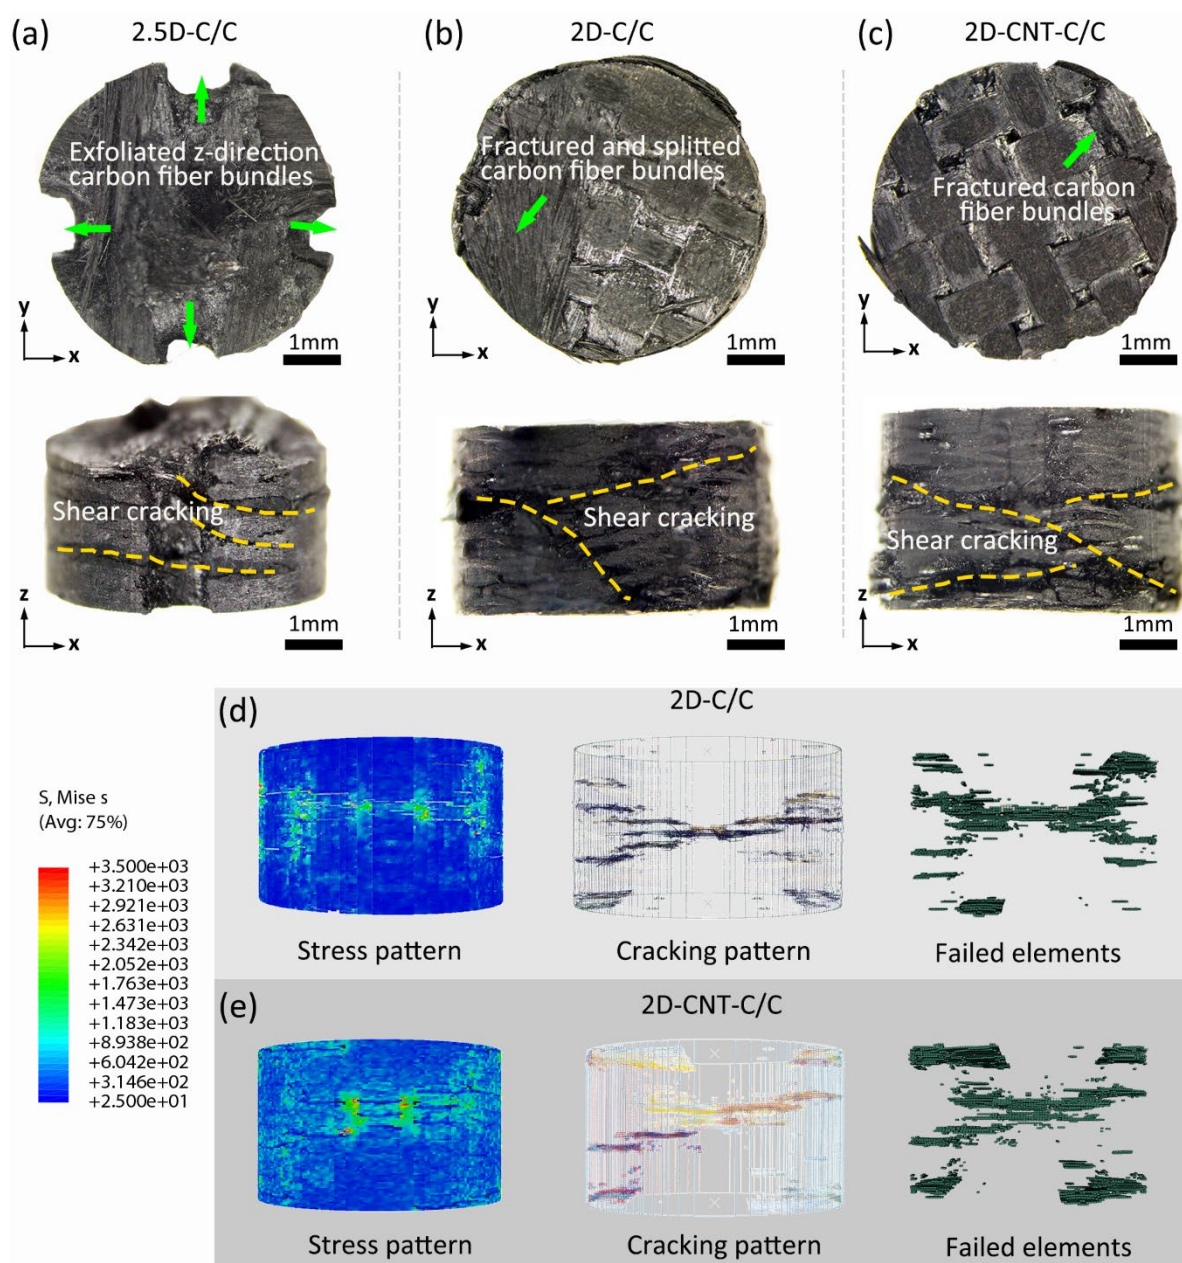 (a)
2.5D-C/C
(b)
2D-C/C
(c)
2D-CNT-C/C
Exfoliated z-direction
carbon fiber bundles
Fractured and splitted
carbon fiber bundles
Fractured carbon
fiber bundles
y
x
1mm
y
x
1mm
y
x
1mm
Shear cracking
Shear cracking
Shear cracking
z
x
1mm
z
x
1mm
z
x
1mm
(d)
2D-C/C
S, Mise s
(Avg: 75%)
+3.500e+03
+3.210e+03
+2.921e+03
+2.631e+03
+2.342e+03
+2.052e+03
+1.763e+03
+1.473e+03
+1.183e+03
+8.938e+02
+6.042e+02
+3.146e+02
+2.500e+01
Stress pattern
Cracking pattern
Failed elements
(e)
2D-CNT-C/C
Stress pattern
Cracking pattern
Failed elements